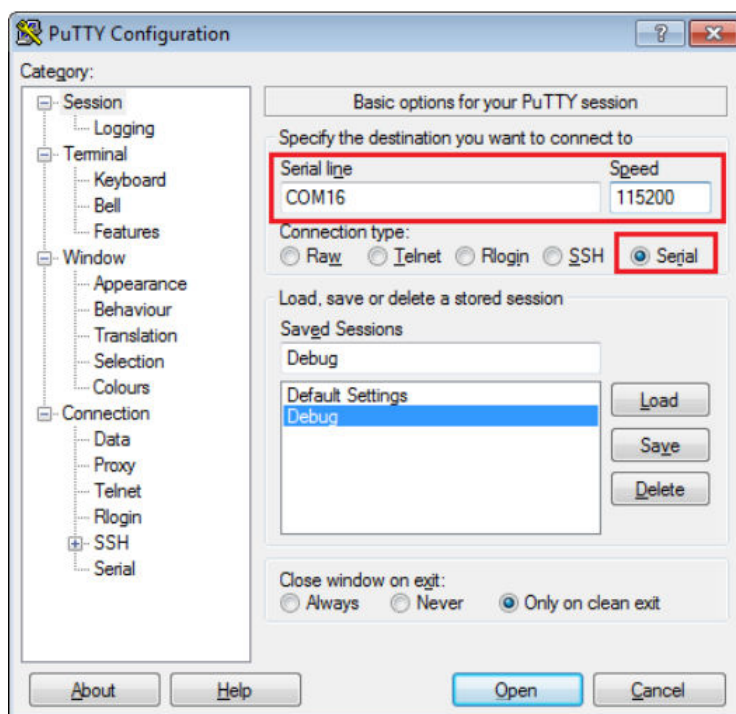 PuTTY Configuration
Category:
Session
Logging
Terminal
Keyboard
Bell
Features
Window
Appearance
Behaviour
Translation
Selection
Colours
Connection
Data
Proxy
Telnet
Rlogin
SSH
Serial
Basic options for your PuTTY session
Specify the destination you want to connect to
Serial line Speed
COM16 115200
Connection type:
Raw Telnet Rlogin SSH Serial
Load, save or delete a stored session
Saved Sessions
Debug
Default Settings
Debug
Load
Save
Delete
Close window on exit:
Always Never Only on clean exit
About Help Open Cancel